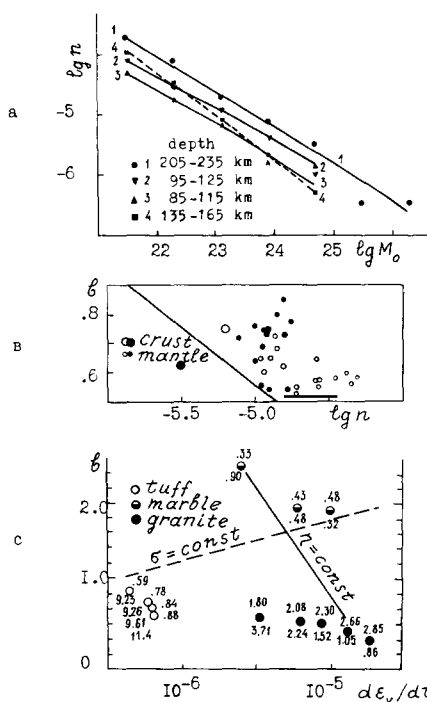 a
lg n
1
4
2
3
-5
-6
depth
1 205-235 km
2 95-125 km
3 85-115 km
4 135-165 km
1
2
3
4
22 23 24 25 lg M₀
B
b
.8
.6
crust
mantle
-5.5 -5.0 lg n
C
b
2.0
1.0
0
tuff
marble
granite
.33
.90
.43
.48
.48
.32
σ=const
η=const
.59
9.25
.78
9.26
.84
9.61
.88
11.4
1.80
3.71
2.08
2.24
2.30
1.52
2.66
1.05
2.85
.86
10⁻⁶ 10⁻⁵